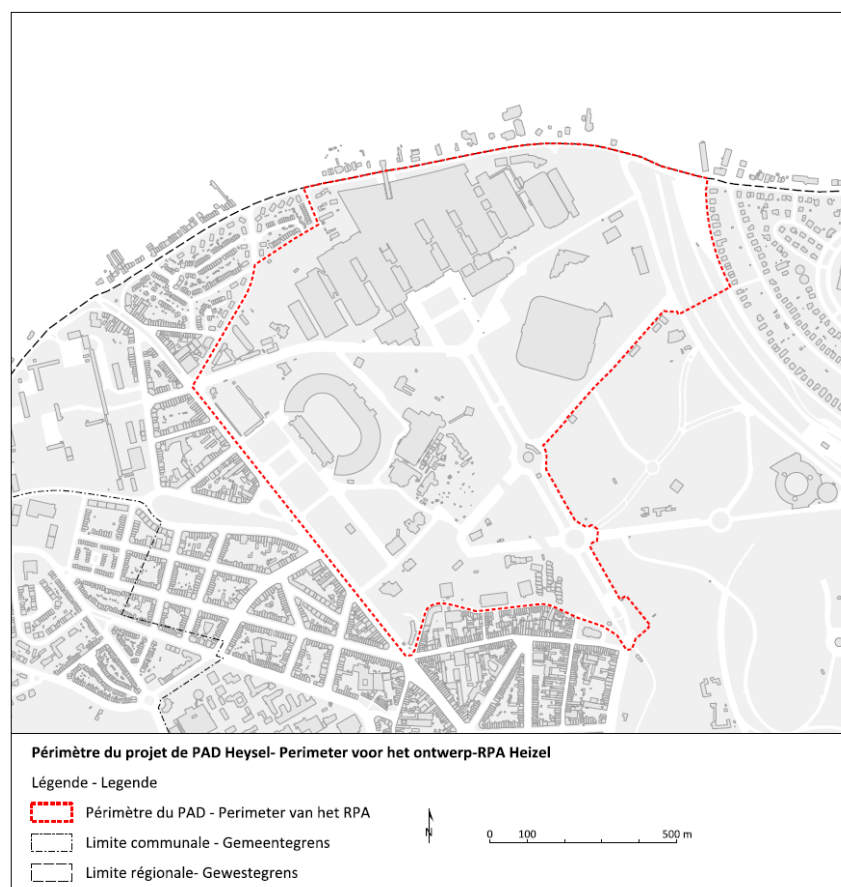 Périmètre du projet de PAD Heysel- Perimeter voor het ontwerp-RPA Heizel
Légende - Legende
Périmètre du PAD - Perimeter van het RPA
Limite communale - Gemeentegrens
Limite régionale- Gewestegrens
N
0 100 500 m